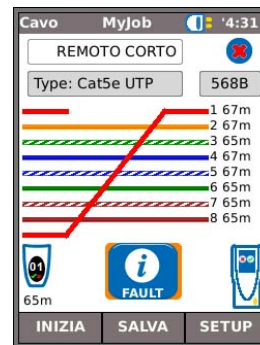 Cavo MyJob '4:31
REMOTO CORTO
Type: Cat5e UTP 568B
1 67m
2 67m
3 65m
4 67m
5 67m
6 65m
7 65m
8 65m
01
65m
i
FAULT
INIZIA SALVA SETUP